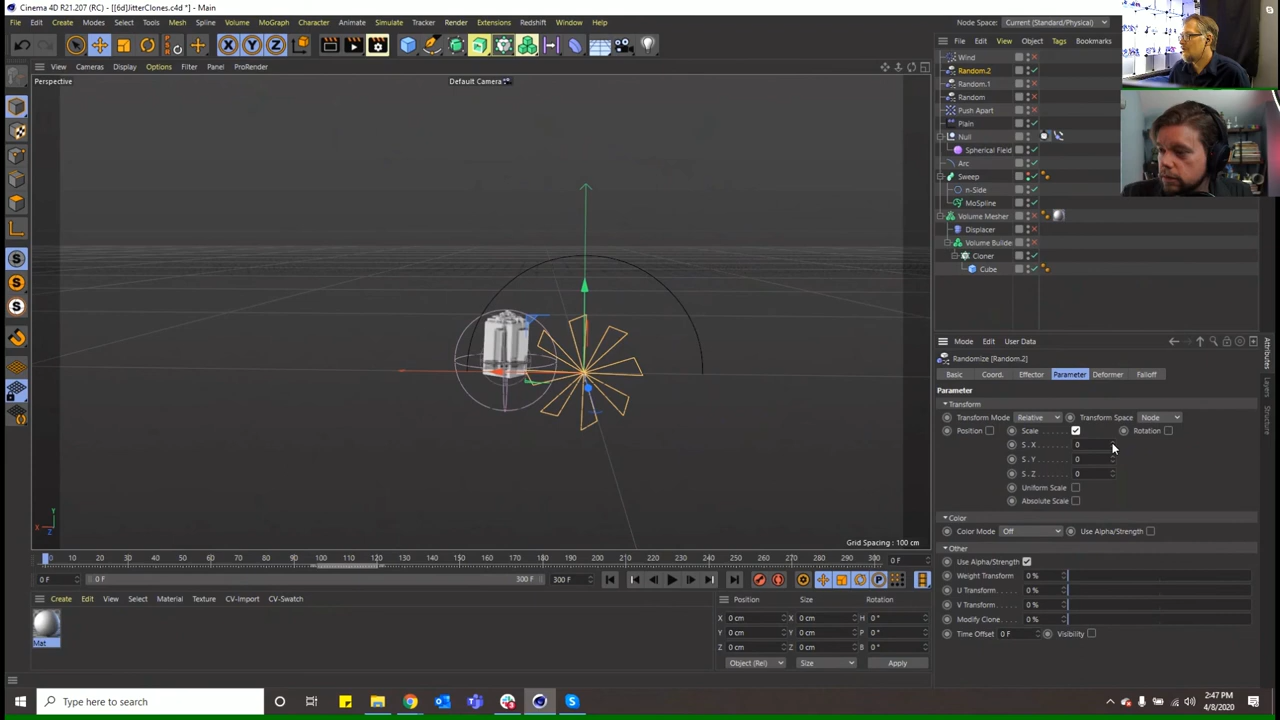 Cinema 4D R21.207 (RC) - [[6d]JitterClones.c4d *] - Main
File Edit Create Modes Select Tools Mesh Spline Volume MoGraph Character Animate Simulate Tracker Render Extensions Redshift Window Help
Node Space: Current (Standard/Physical)
X Y Z
File Edit View Object Tags Bookmarks
View Cameras Display Options Filter Panel ProRender
Perspective
Default Camera
Wind
Random.2
Random.1
Random
Push Apart
Plain
Null
Spherical Field
Arc
Sweep
n-Side
MoSpline
Volume Mesher
Displacer
Volume Builde
Cloner
Cube
Mode Edit User Data
Randomize [Random.2]
Basic Coord. Effector Parameter Deformer Falloff
Parameter
Transform
Transform Mode Relative Transform Space Node
Position Scale Rotation
S . X 0
S . Y 0
S . Z 0
Uniform Scale
Absolute Scale
Color
Color Mode Off Use Alpha/Strength
Other
Use Alpha/Strength
Weight Transform 0 %
U Transform 0 %
V Transform 0 %
Modify Clone 0 %
Time Offset 0 F Visibility
Attributes
Layers
Structure
Y
X
Z
Grid Spacing : 100 cm
0 10 20 30 40 50 60 70 80 90 100 110 120 130 140 150 160 170 180 190 200 210 220 230 240 250 260 270 280 290 300 0 F
0 F 0 F 300 F 300 F
Create Edit View Select Material Texture CV-Import CV-Swatch
Mat
Position Size Rotation
X 0 cm X 0 cm H 0 °
Y 0 cm Y 0 cm P 0 °
Z 0 cm Z 0 cm B 0 °
Object (Rel) Size Apply
Type here to search
2:47 PM
4/8/2020